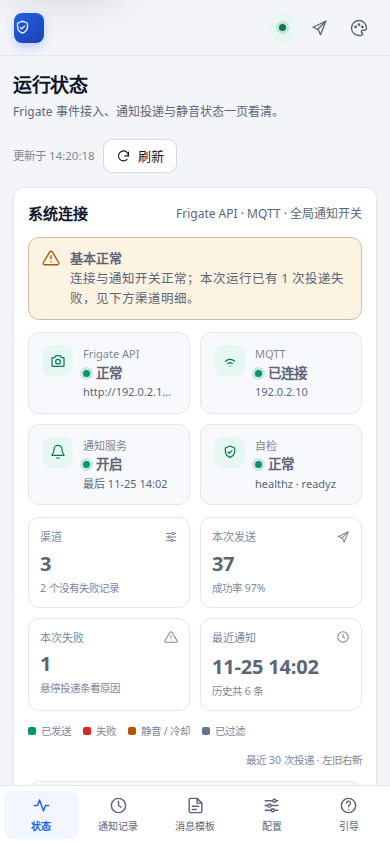 运行状态
Frigate 事件接入、通知投递与静音状态一页看清。
更新于 14:20:18
刷新
系统连接
Frigate API · MQTT · 全局通知开关
基本正常
连接与通知开关正常；本次运行已有 1 次投递失
败，见下方渠道明细。
Frigate API
正常
http://192.0.2.1...
MQTT
已连接
192.0.2.10
通知服务
开启
最后 11-25 14:02
自检
正常
healthz · readyz
渠道
3
2 个没有失败记录
本次发送
37
成功率 97%
本次失败
1
悬停投递条看原因
最近通知
11-25 14:02
历史共 6 条
已发送
失败
静音 / 冷却
已过滤
最近 30 次投递 · 左旧右新
状态
通知记录
消息模板
配置
引导